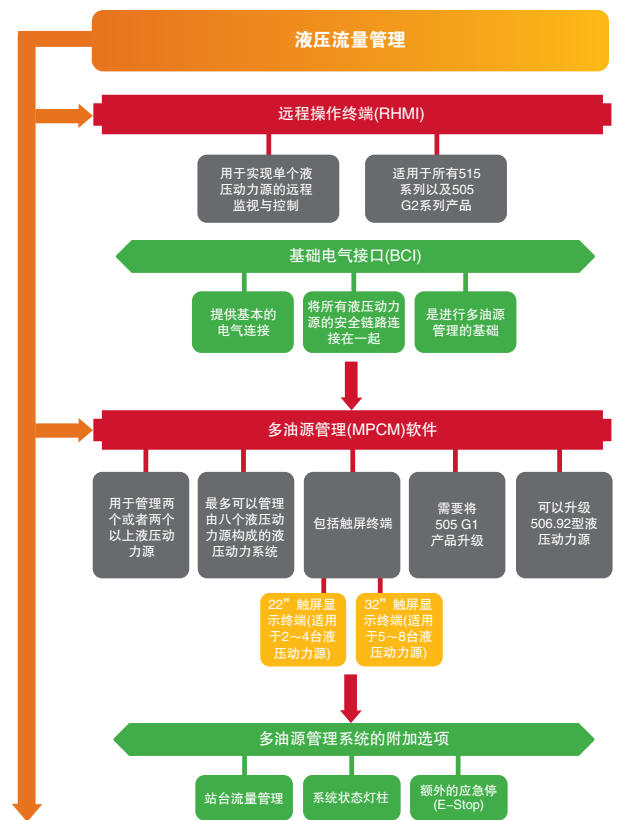 液压流量管理
远程操作终端(RHMI)
用于实现单个液
压动力源的远程
监视与控制
适用于所有515
系列以及505
G2系列产品
基础电气接口(BCI)
提供基本的
电气连接
将所有液压动力
源的安全链路连
接在一起
是进行多油源
管理的基础
多油源管理(MPCM)软件
用于管理两
个或者两个
以上液压动
力源
最多可以管理
由八个液压动
力源构成的液
压动力系统
包括触屏终端
需要将
505 G1
产品升级
可以升级
506.92型液
压动力源
22”触屏显
示终端(适用
于2～4台液
压动力源)
32”触屏显
示终端(适用
于5～8台液
压动力源)
多油源管理系统的附加选项
站台流量管理
系统状态灯柱
额外的应急停
(E–Stop)